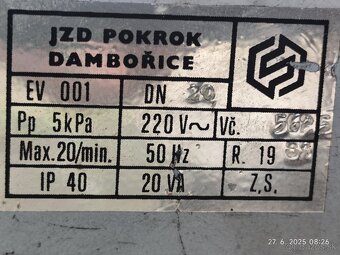 JZD POKROK
DAMBOŘICE
EV 001 DN 20
Pp 5kPa 220 V~ Vč.
Max. 20/min. 50 Hz R. 19
IP 40 20 VA Z,S.
27. 6. 2025 08:26